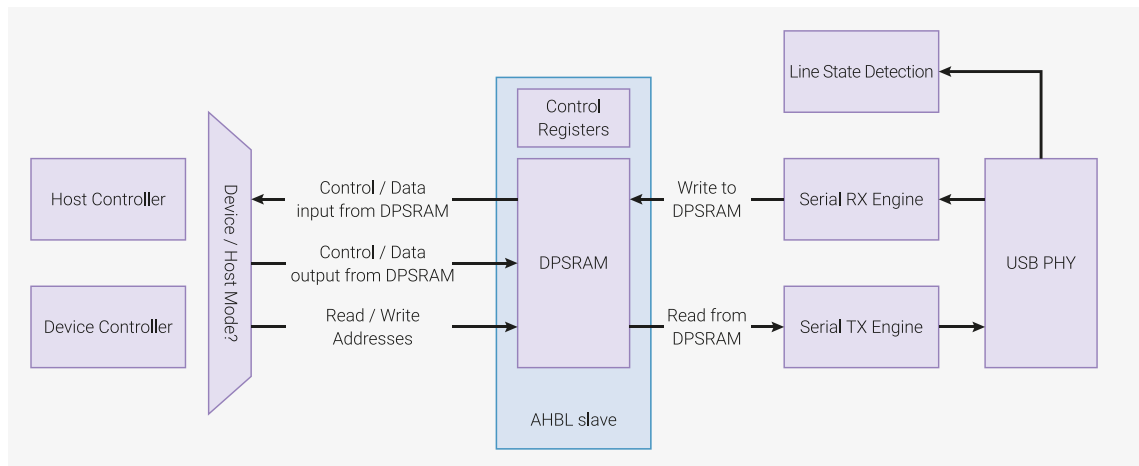 Line State Detection
Control
Registers
Host Controller
Device / Host Mode?
Control / Data
input from DPSRAM
Write to
DPSRAM
Serial RX Engine
Control / Data
output from DPSRAM
DPSRAM
USB PHY
Device Controller
Read / Write
Addresses
Read from
DPSRAM
Serial TX Engine
AHBL slave